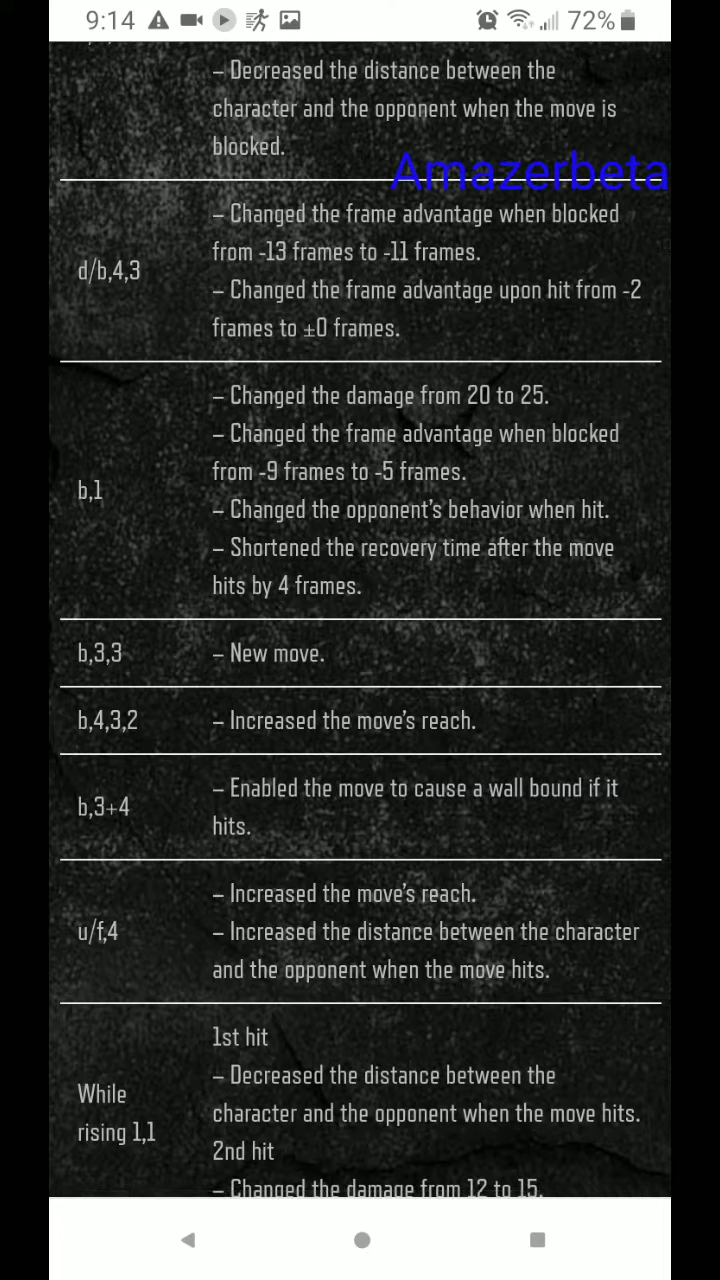 9:14
72%
– Decreased the distance between the
character and the opponent when the move is
blocked.
Amazerbeta
d/b,4,3
– Changed the frame advantage when blocked
from -13 frames to -11 frames.
– Changed the frame advantage upon hit from -2
frames to ±0 frames.
b,1
– Changed the damage from 20 to 25.
– Changed the frame advantage when blocked
from -9 frames to -5 frames.
– Changed the opponent's behavior when hit.
– Shortened the recovery time after the move
hits by 4 frames.
b,3,3
– New move.
b,4,3,2
– Increased the move's reach.
b,3+4
– Enabled the move to cause a wall bound if it
hits.
u/f,4
– Increased the move's reach.
– Increased the distance between the character
and the opponent when the move hits.
While
rising 1,1
1st hit
– Decreased the distance between the
character and the opponent when the move hits.
2nd hit
– Changed the damage from 12 to 15.